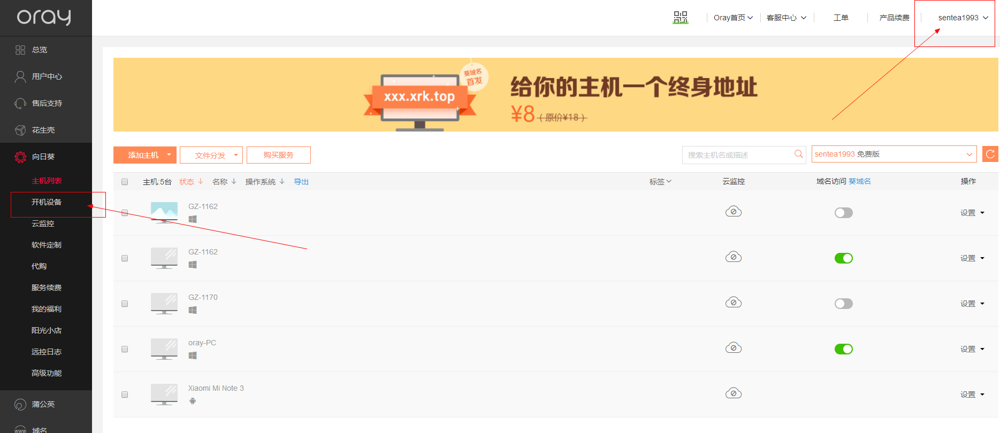 oray
Oray首页
客服中心
工单
产品续费
sentea1993
总览
用户中心
售后支持
花生壳
向日葵
主机列表
开机设备
云监控
软件定制
代购
服务续费
我的福利
阳光小店
远控日志
高级功能
蒲公英
www
域名
xxx.xrk.top
葵域名
首发
给你的主机一个终身地址
¥8(原价¥18)
添加主机
文件分发
购买服务
搜索主机名或描述
sentea1993 免费版
主机:5台 状态 名称 操作系统 导出 标签 云监控 域名访问 葵域名 操作
GZ-1162
设置
GZ-1162
设置
GZ-1170
设置
oray-PC
设置
Xiaomi Mi Note 3
设置